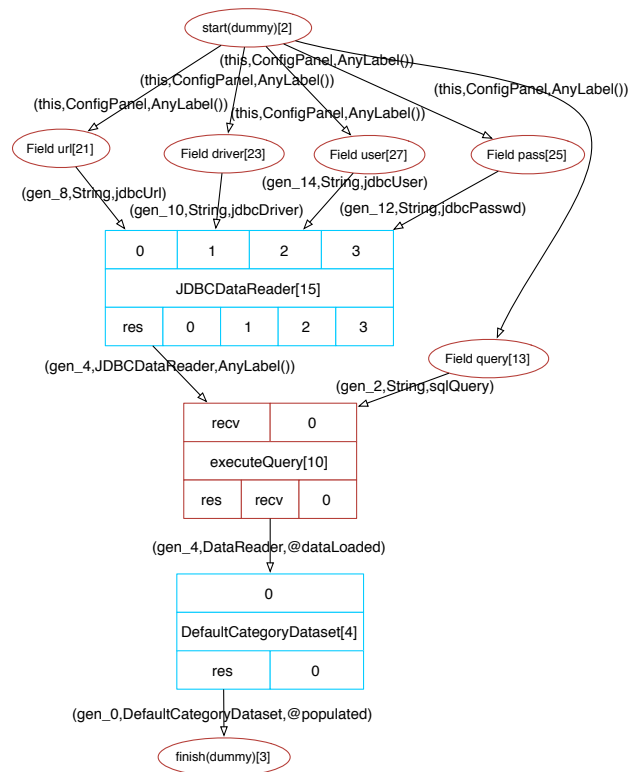 start(dummy)[2]
(this,ConfigPanel,AnyLabel())
(this,ConfigPanel,AnyLabel())
(this,ConfigPanel,AnyLabel())
(this,ConfigPanel,AnyLabel())
(this,ConfigPanel,AnyLabel())
Field url[21]
Field driver[23]
Field user[27]
Field pass[25]
(gen_8,String,jdbcUrl)
(gen_10,String,jdbcDriver)
(gen_14,String,jdbcUser)
(gen_12,String,jdbcPasswd)
0 1 2 3
JDBCDataReader[15]
res 0 1 2 3
Field query[13]
(gen_4,JDBCDataReader,AnyLabel())
(gen_2,String,sqlQuery)
recv 0
executeQuery[10]
res recv 0
(gen_4,DataReader,@dataLoaded)
0
DefaultCategoryDataset[4]
res 0
(gen_0,DefaultCategoryDataset,@populated)
finish(dummy)[3]